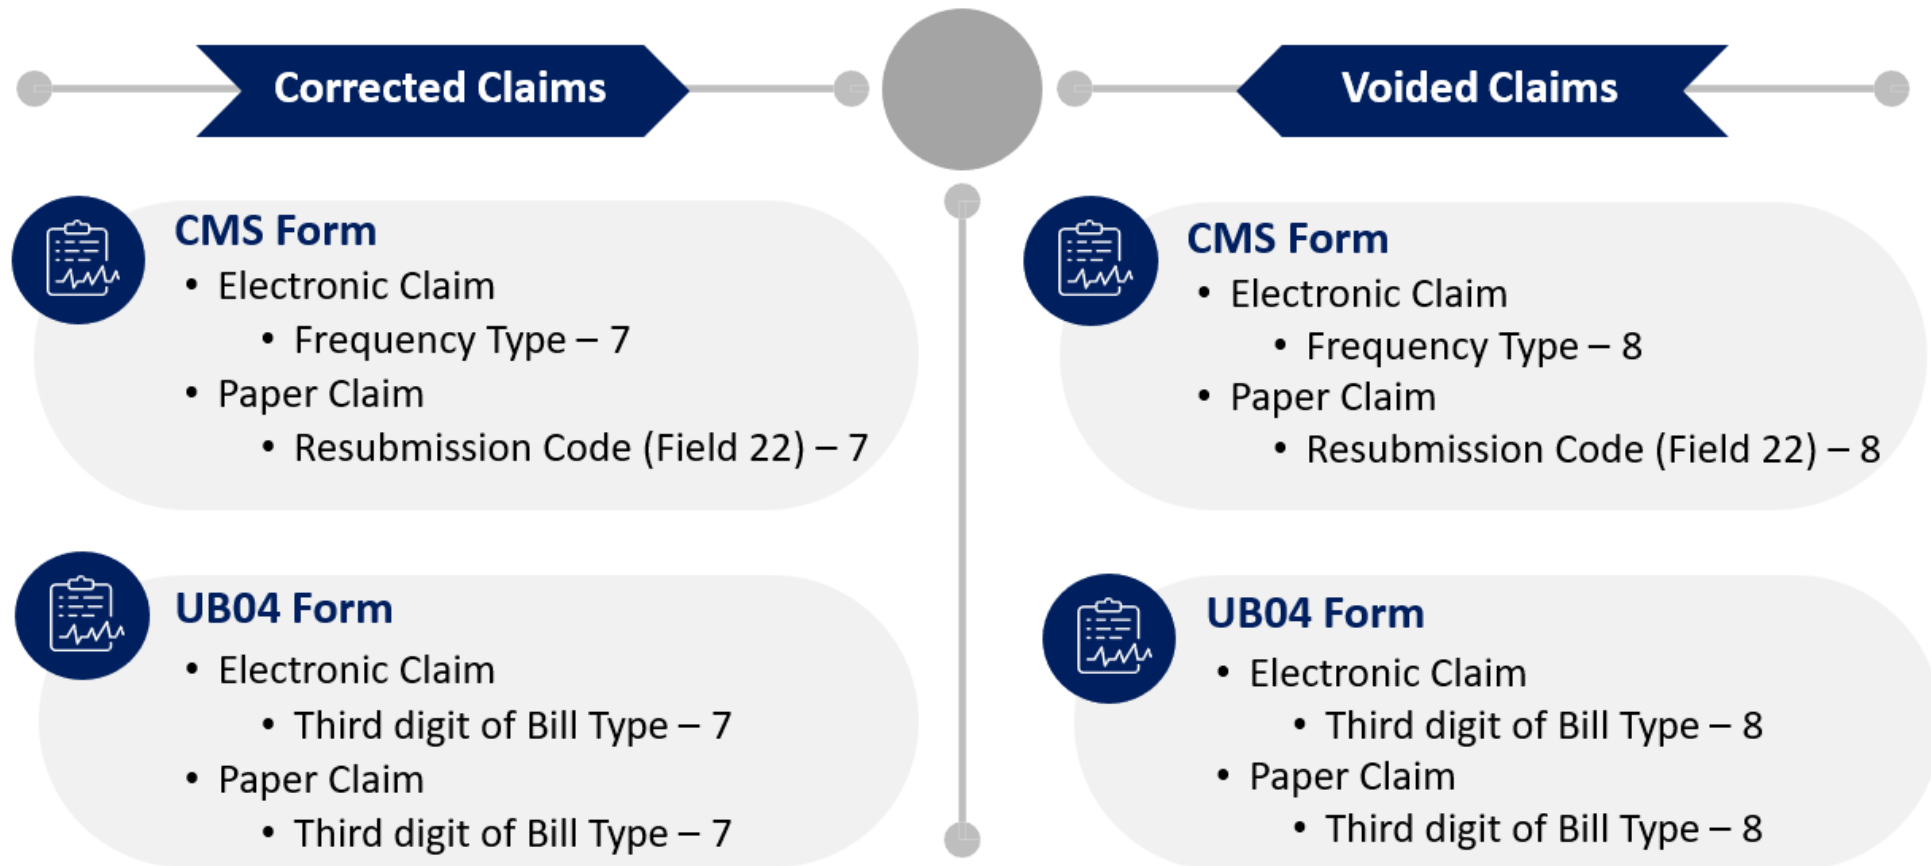 Corrected Claims
CMS Form
• Electronic Claim
• Frequency Type – 7
• Paper Claim
• Resubmission Code (Field 22) – 7
UB04 Form
• Electronic Claim
• Third digit of Bill Type – 7
• Paper Claim
• Third digit of Bill Type – 7
Voided Claims
CMS Form
• Electronic Claim
• Frequency Type – 8
• Paper Claim
• Resubmission Code (Field 22) – 8
UB04 Form
• Electronic Claim
• Third digit of Bill Type – 8
• Paper Claim
• Third digit of Bill Type – 8